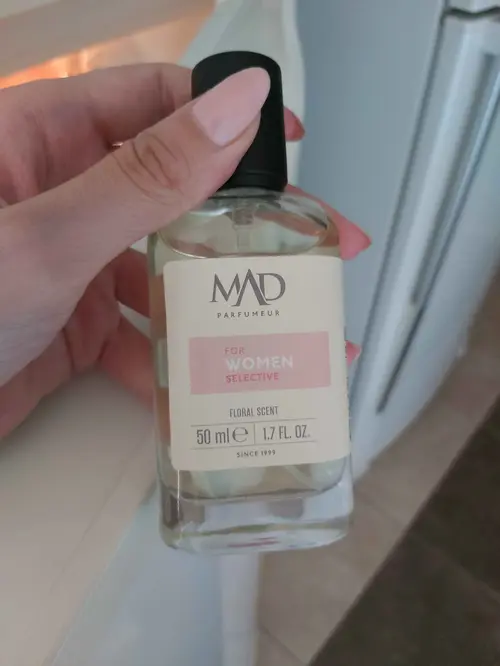 MAD
PARFUMEUR
FOR
WOMEN
SELECTIVE
FLORAL SCENT
50 ml e 1.7 FL. OZ.
SINCE 1999